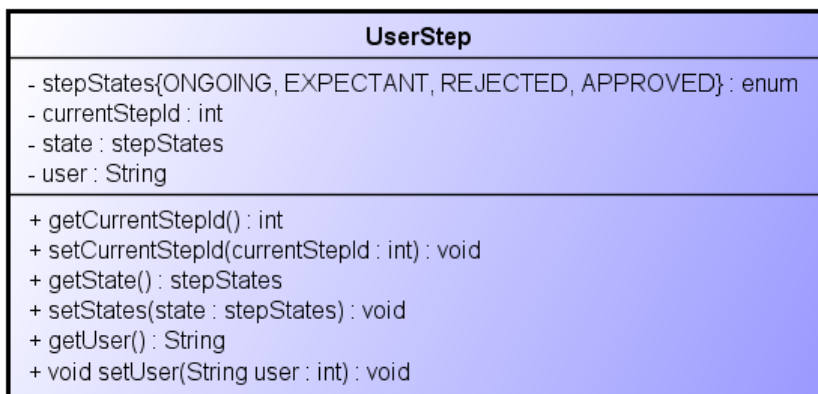 UserStep
- stepStates{ONGOING, EXPECTANT, REJECTED, APPROVED} : enum
- currentStepId : int
- state : stepStates
- user : String
+ getCurrentStepId() : int
+ setCurrentStepId(currentStepId : int) : void
+ getState() : stepStates
+ setStates(state : stepStates) : void
+ getUser() : String
+ void setUser(String user : int) : void